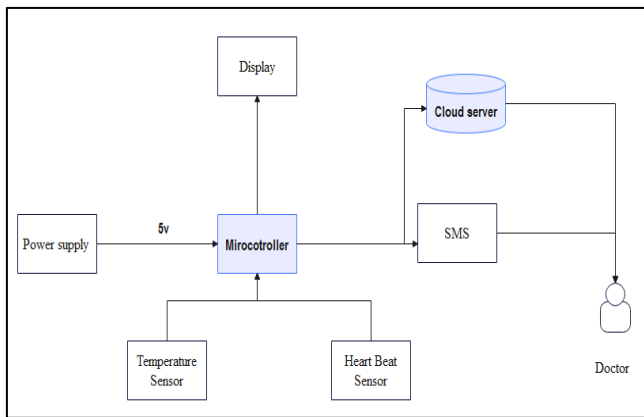 Display
Cloud server
5v
Power supply
Mirocotroller
SMS
Temperature
Sensor
Heart Beat
Sensor
Doctor